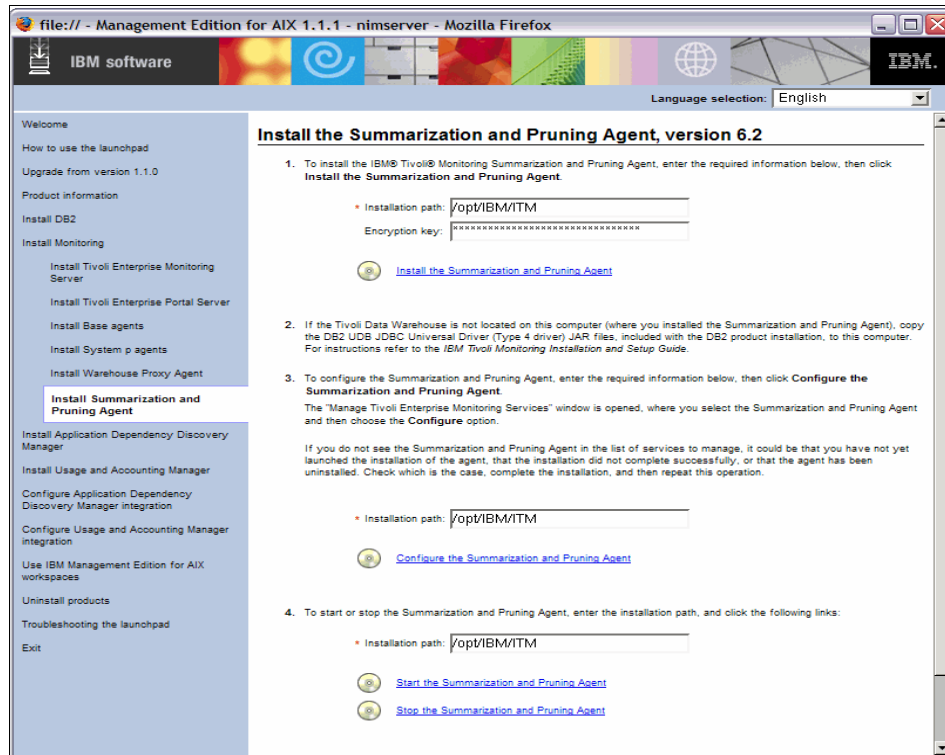 file:// - Management Edition for AIX 1.1.1 - nimserver - Mozilla Firefox
IBM software
IBM.
Language selection: English
Welcome
How to use the launchpad
Upgrade from version 1.1.0
Product information
Install DB2
Install Monitoring
Install Tivoli Enterprise Monitoring
Server
Install Tivoli Enterprise Portal Server
Install Base agents
Install System p agents
Install Warehouse Proxy Agent
Install Summarization and
Pruning Agent
Install Application Dependency Discovery
Manager
Install Usage and Accounting Manager
Configure Application Dependency
Discovery Manager integration
Configure Usage and Accounting Manager
integration
Use IBM Management Edition for AIX
workspaces
Uninstall products
Troubleshooting the launchpad
Exit
Install the Summarization and Pruning Agent, version 6.2
1. To install the IBM® Tivoli® Monitoring Summarization and Pruning Agent, enter the required information below, then click
Install the Summarization and Pruning Agent.
* Installation path: /opt/IBM/ITM
Encryption key: ********************************
Install the Summarization and Pruning Agent
2. If the Tivoli Data Warehouse is not located on this computer (where you installed the Summarization and Pruning Agent), copy
the DB2 UDB JDBC Universal Driver (Type 4 driver) JAR files, included with the DB2 product installation, to this computer.
For instructions refer to the IBM Tivoli Monitoring Installation and Setup Guide.
3. To configure the Summarization and Pruning Agent, enter the required information below, then click Configure the
Summarization and Pruning Agent.
The "Manage Tivoli Enterprise Monitoring Services" window is opened, where you select the Summarization and Pruning Agent
and then choose the Configure option.
If you do not see the Summarization and Pruning Agent in the list of services to manage, it could be that you have not yet
launched the installation of the agent, that the installation did not complete successfully, or that the agent has been
uninstalled. Check which is the case, complete the installation, and then repeat this operation.
* Installation path: /opt/IBM/ITM
Configure the Summarization and Pruning Agent
4. To start or stop the Summarization and Pruning Agent, enter the installation path, and click the following links:
* Installation path: /opt/IBM/ITM
Start the Summarization and Pruning Agent
Stop the Summarization and Pruning Agent